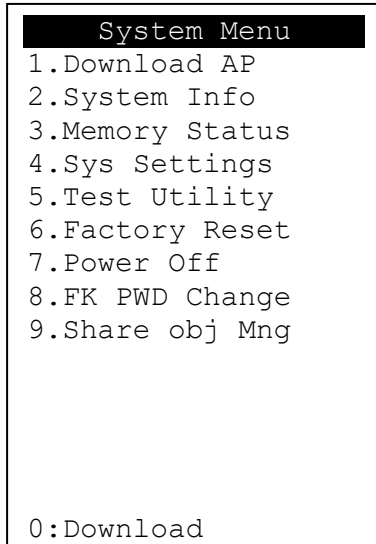 System Menu
1.Download AP
2.System Info
3.Memory Status
4.Sys Settings
5.Test Utility
6.Factory Reset
7.Power Off
8.FK PWD Change
9.Share obj Mng
0:Download